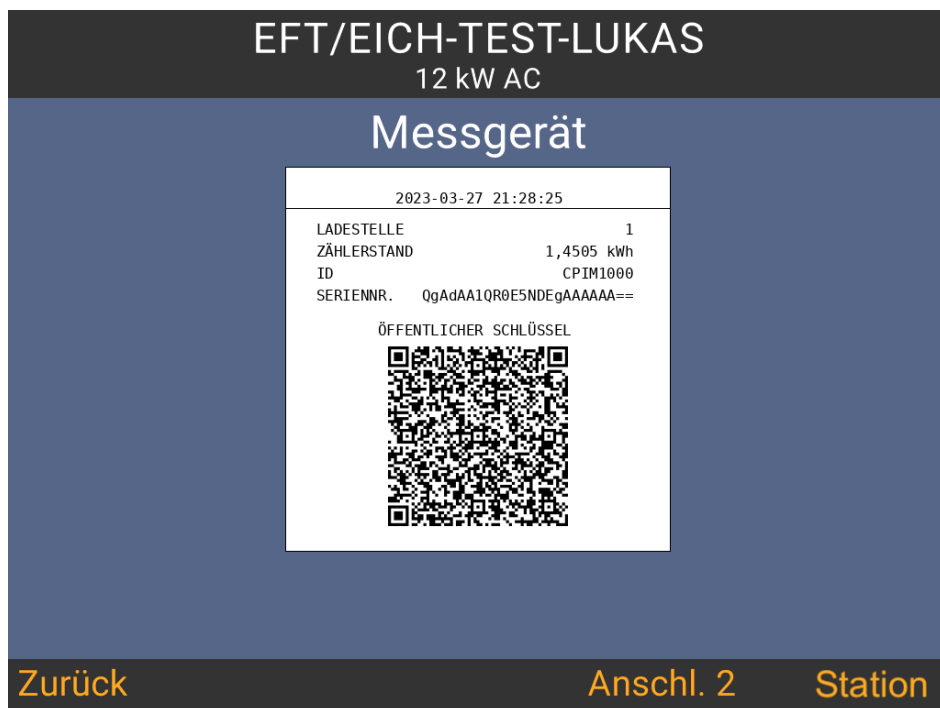 EFT/EICH-TEST-LUKAS
12 kW AC
Messgerät
2023-03-27 21:28:25
LADESTELLE 1
ZÄHLERSTAND 1,4505 kWh
ID CPIM1000
SERIENNR. QgAdAA1QR0E5NDEgAAAAAA==
ÖFFENTLICHER SCHLÜSSEL
Zurück Anschl. 2 Station